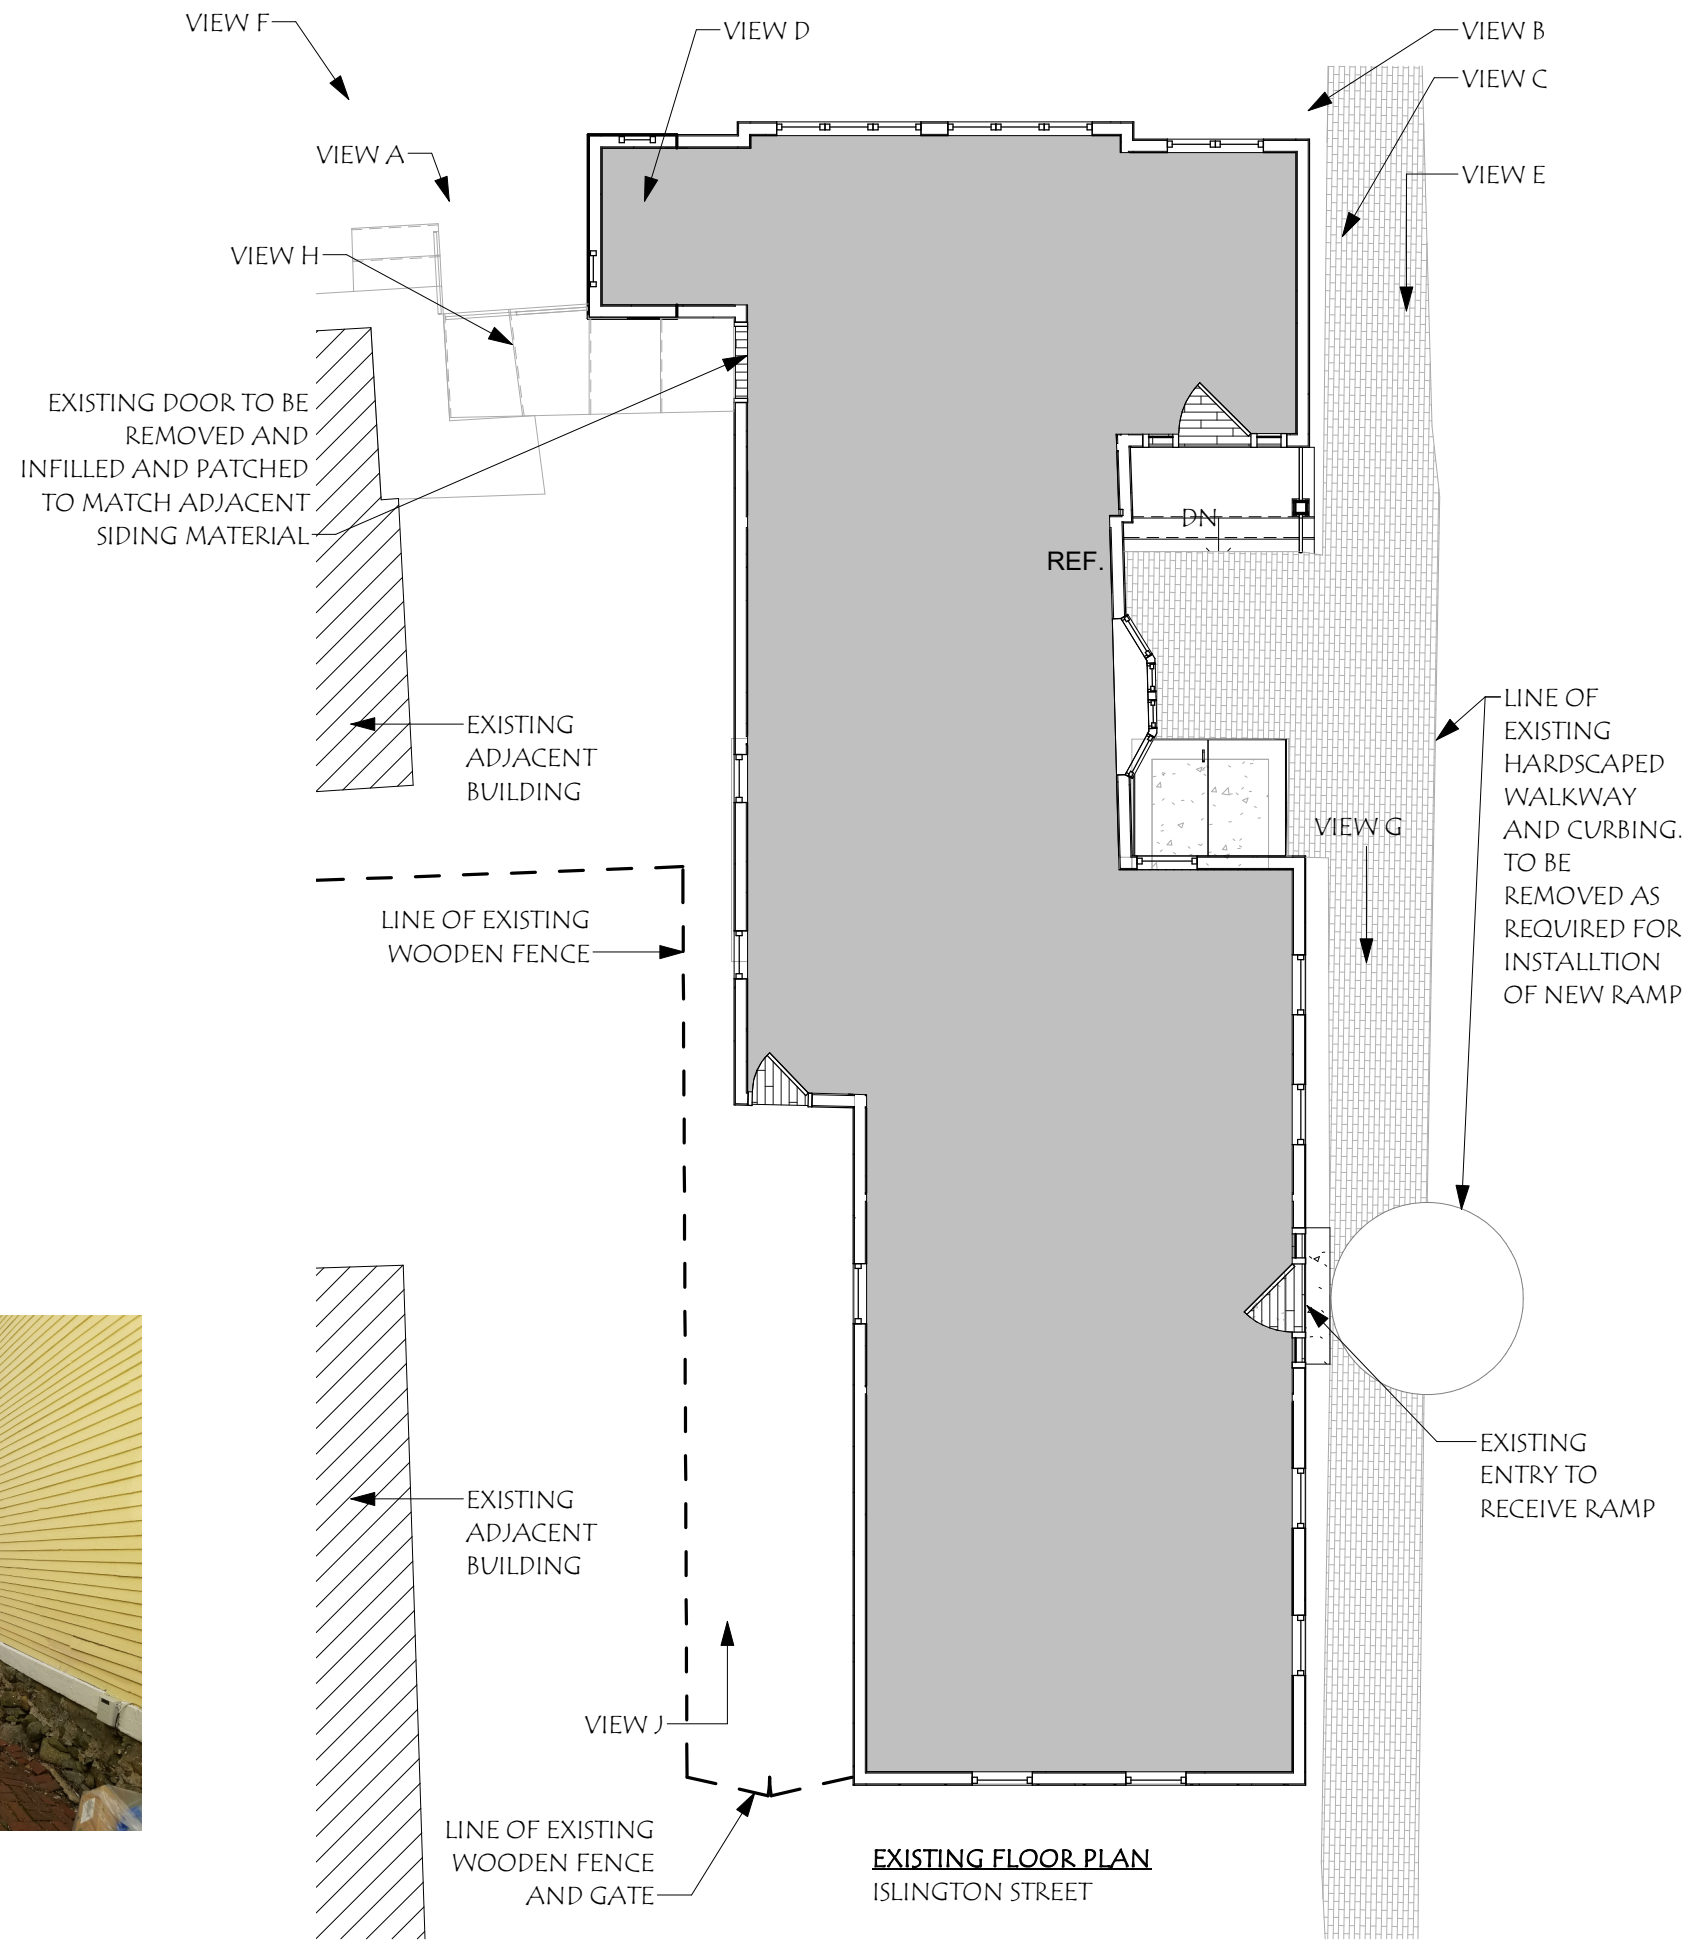 VIEW F
VIEW D
VIEW B
VIEW C
VIEW A
VIEW E
VIEW H
EXISTING DOOR TO BE
REMOVED AND
INFILLED AND PATCHED
TO MATCH ADJACENT
SIDING MATERIAL
DN
REF.
EXISTING
ADJACENT
BUILDING
LINE OF
EXISTING
HARDSCAPED
WALKWAY
AND CURBING.
TO BE
REMOVED AS
REQUIRED FOR
INSTALLTION
OF NEW RAMP
VIEW G
LINE OF EXISTING
WOODEN FENCE
EXISTING
ENTRY TO
RECEIVE RAMP
EXISTING
ADJACENT
BUILDING
VIEW J
LINE OF EXISTING
WOODEN FENCE
AND GATE
EXISTING FLOOR PLAN
ISLINGTON STREET